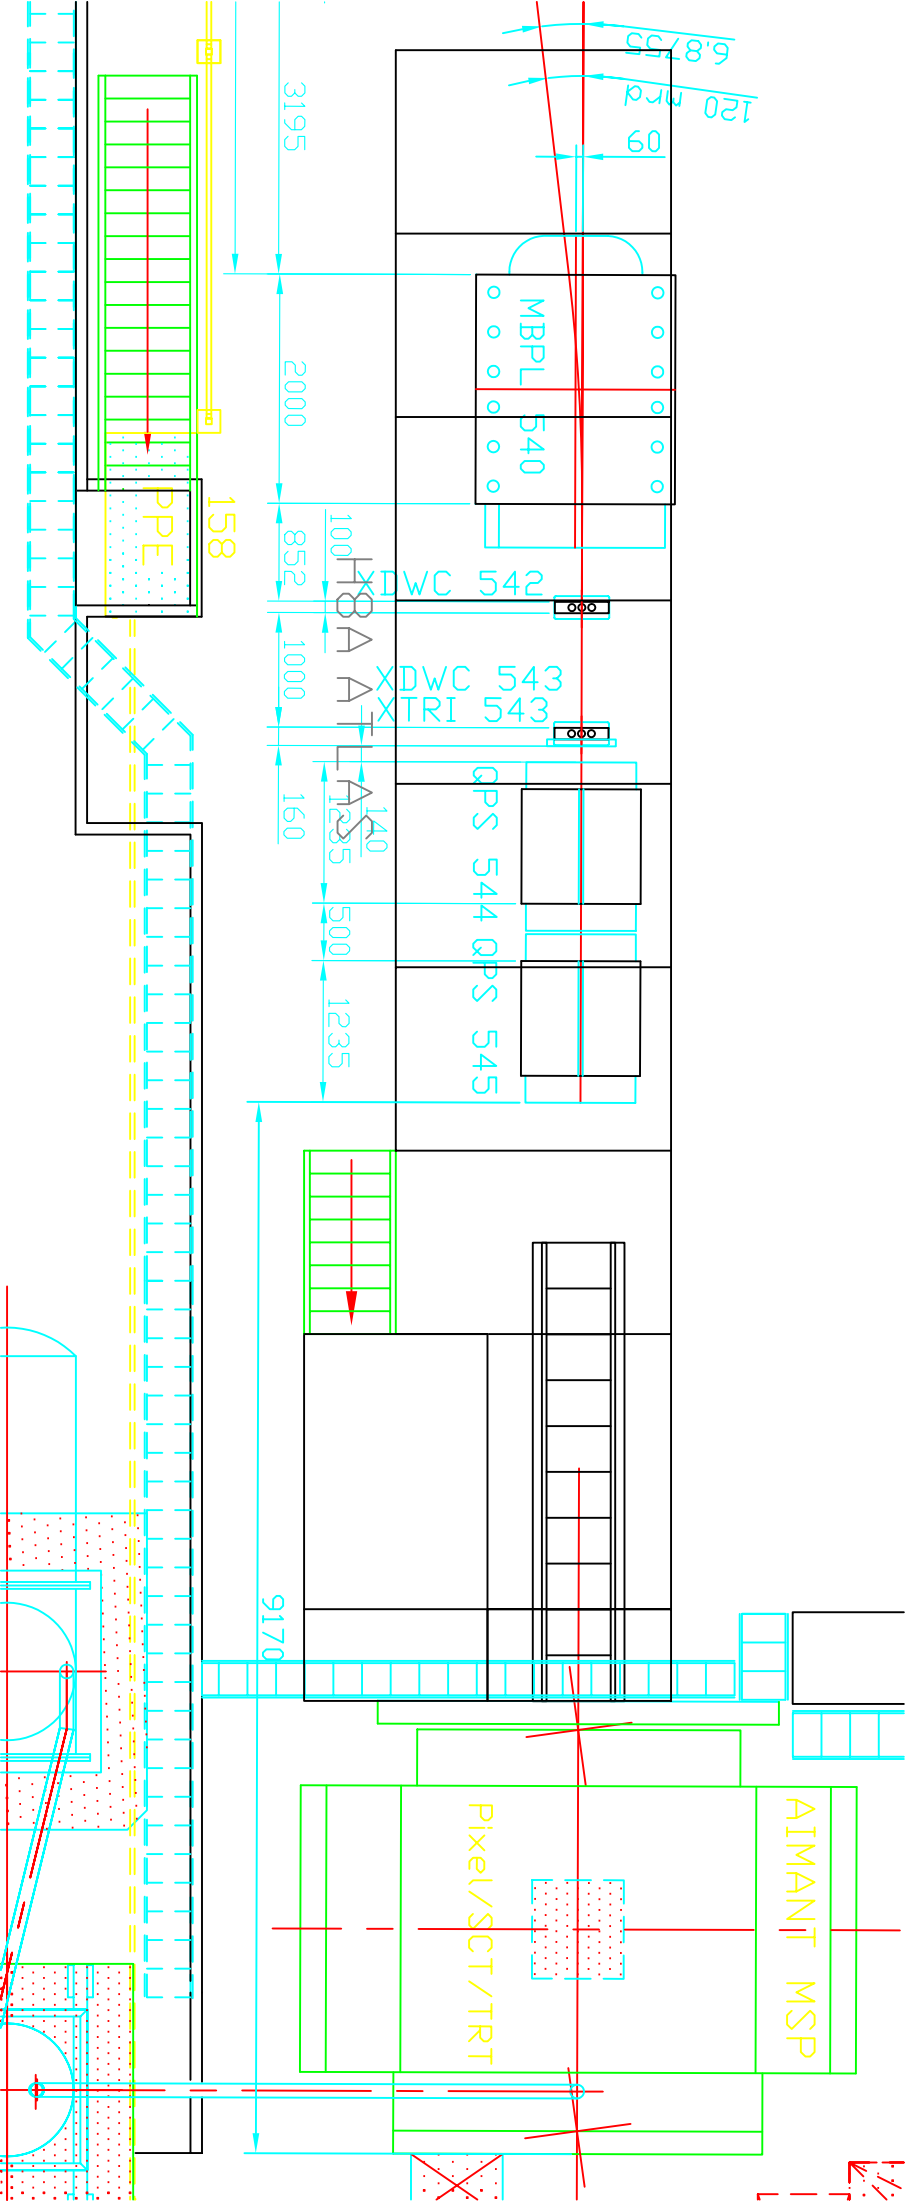 6.8755
120 mrd
60
3195
MBPL 540
2000
158
PPE
100
852
XDWC 542
H8A ATLAS
1000
XDWC 543
XTRI 543
QPS 544
160
140
1235
500
QPS 545
1235
9170
AIMANT MSP
Pixel/SCT/TRT